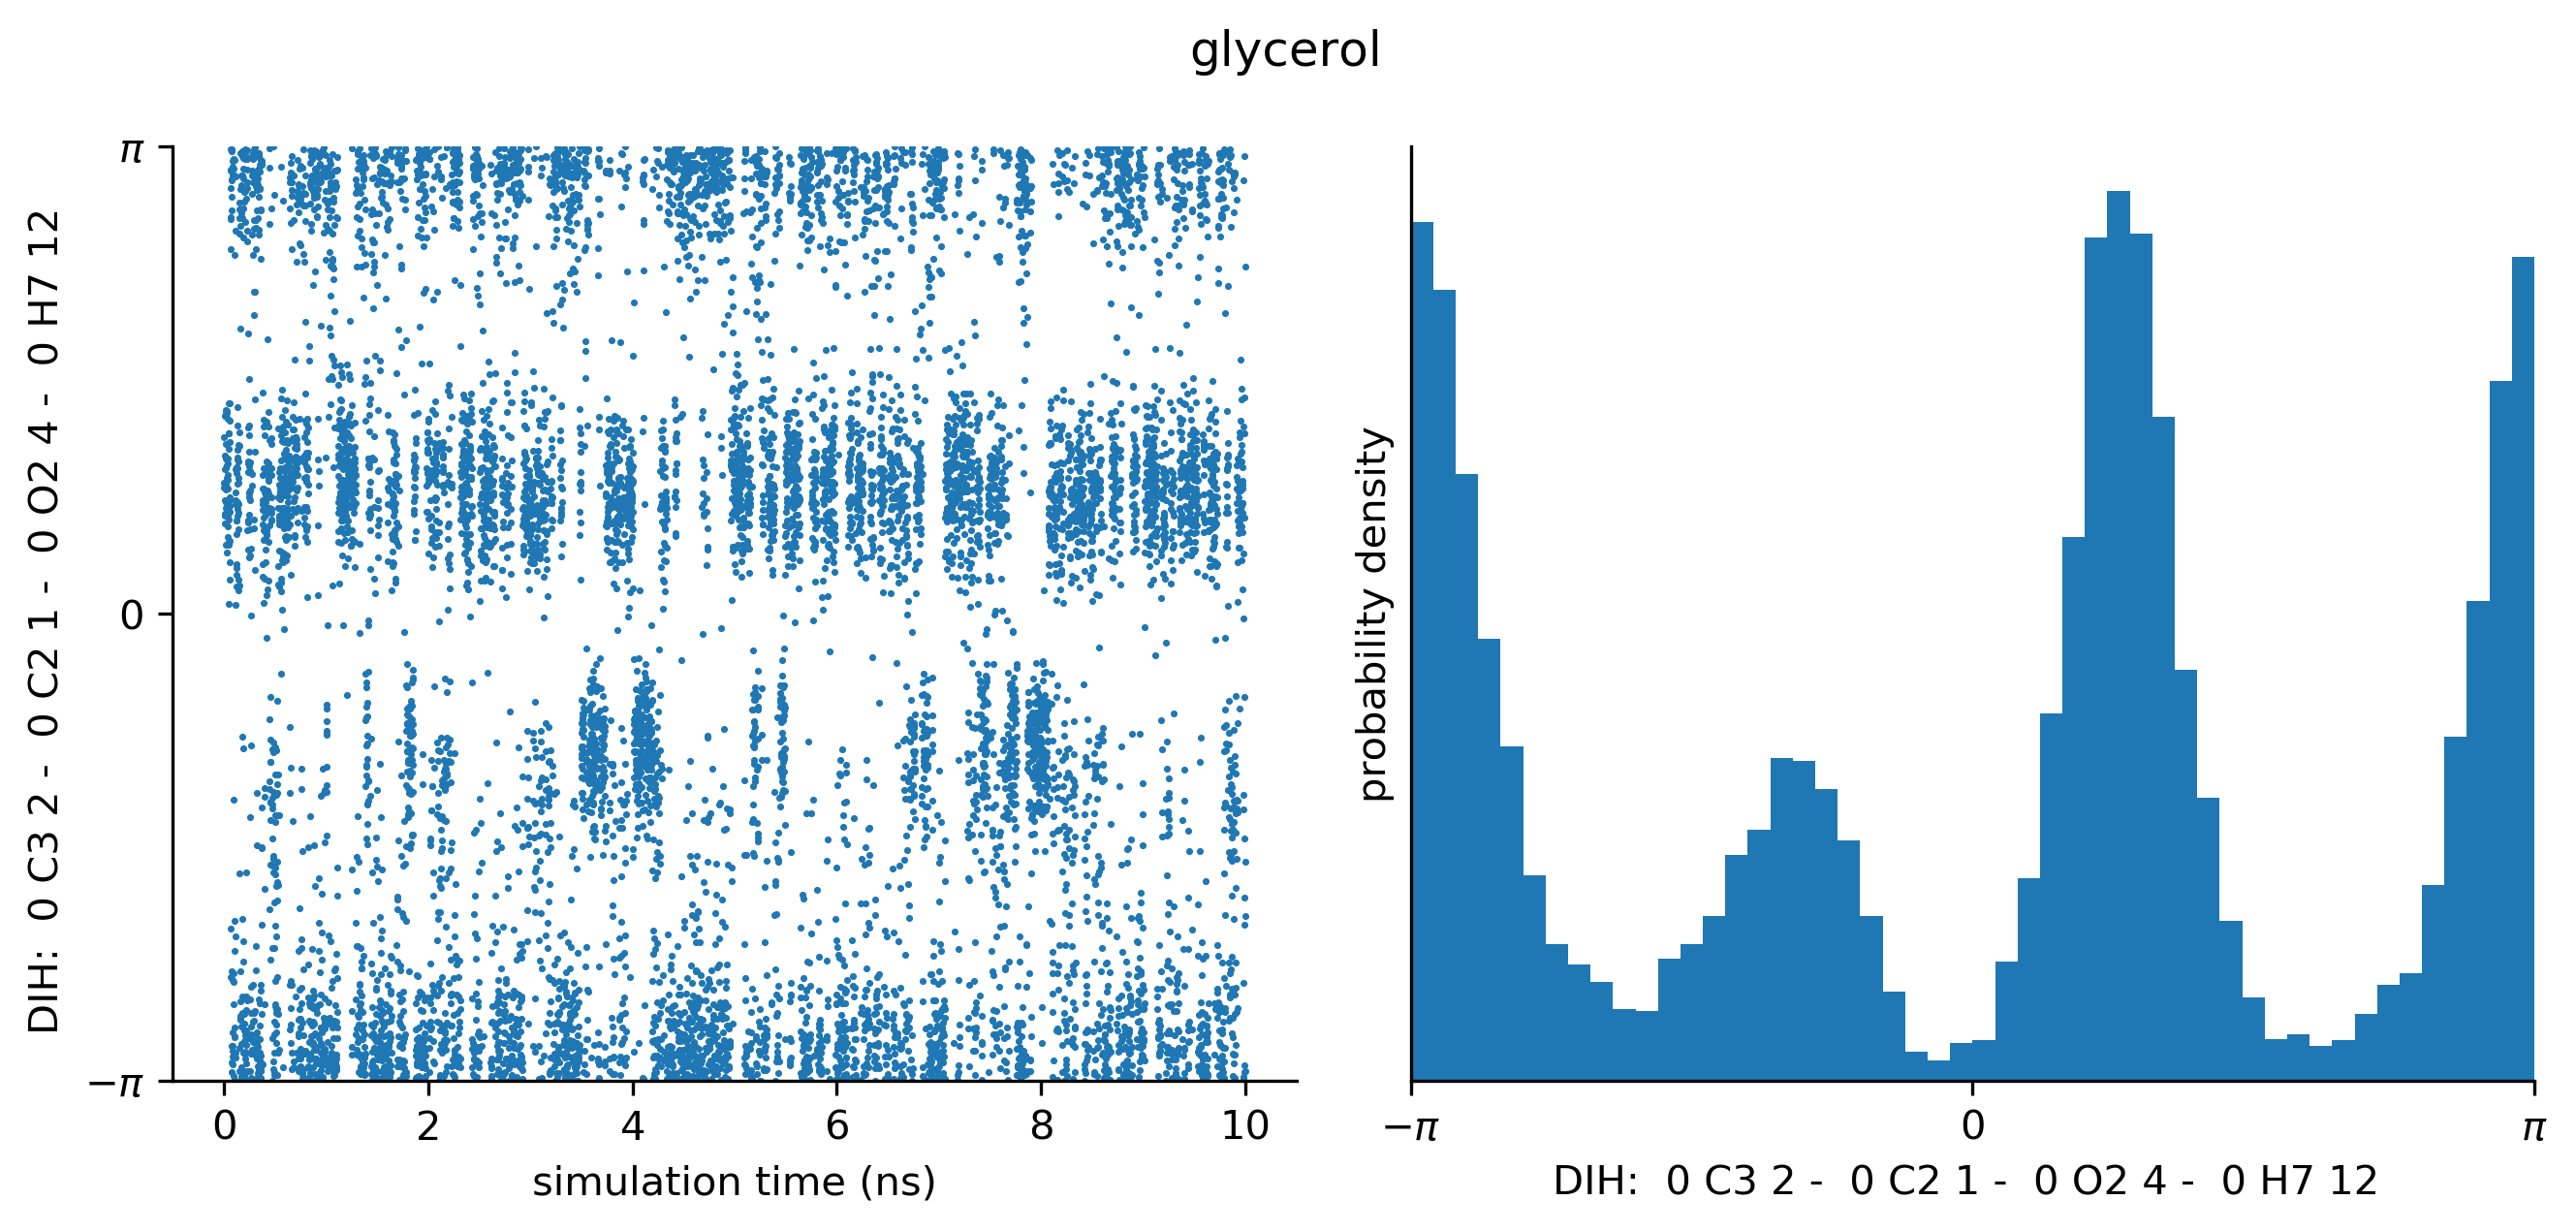 glycerol
π
0
−π
DIH:  0 C3 2 -  0 C2 1 -  0 O2 4 -  0 H7 12
0 2 4 6 8 10
simulation time (ns)
probability density
−π 0 π
DIH:  0 C3 2 -  0 C2 1 -  0 O2 4 -  0 H7 12